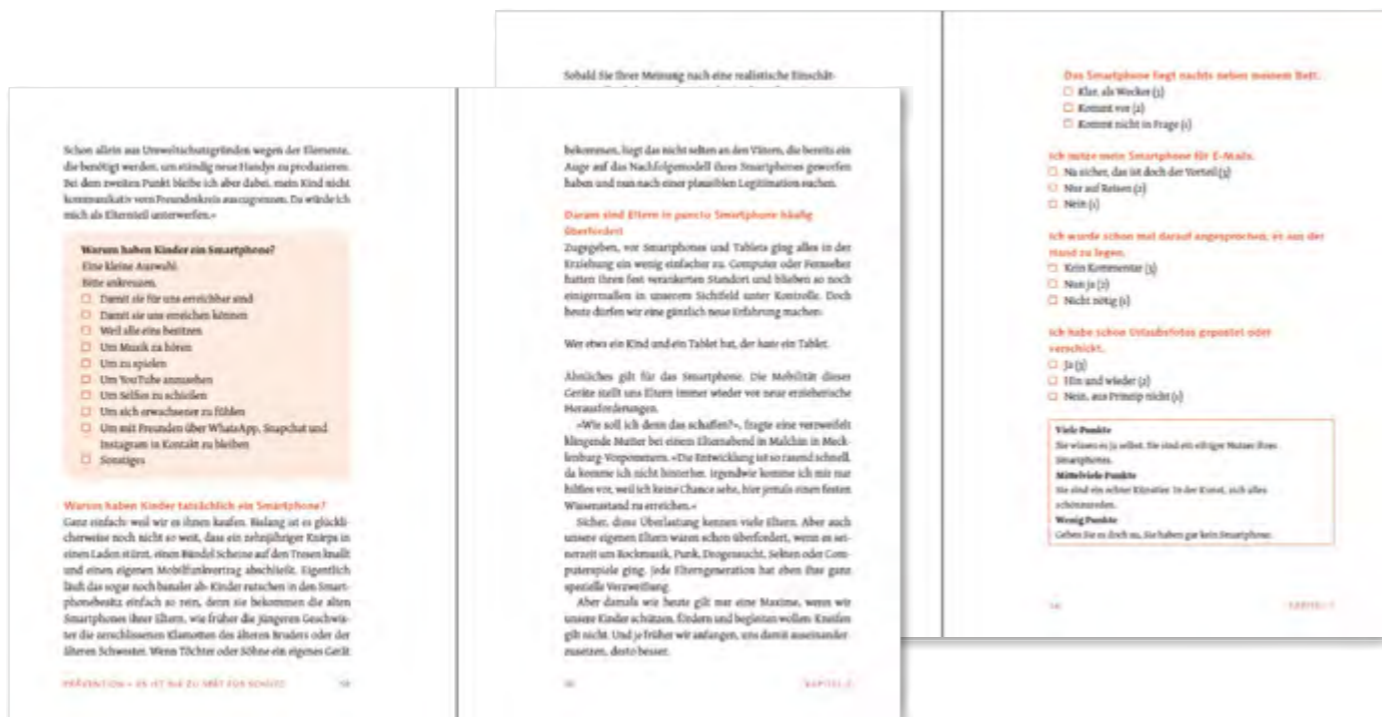 Schon allein aus Umweltschutzgründen wegen der Elemente,
die benötigt werden, um ständig neue Handys zu produzieren.
Bei dem zweiten Punkt bleibe ich aber dabei, mein Kind nicht
kommunikativ vom Freundeskreis auszugrenzen. Da würde ich
mich als Elternteil unterwerfen.«
Warum haben Kinder ein Smartphone?
Eine kleine Auswahl.
Bitte ankreuzen.
Damit sie für uns erreichbar sind
Damit sie uns erreichen können
Weil alle eins besitzen
Um Musik zu hören
Um zu spielen
Um YouTube anzusehen
Um Selfies zu schießen
Um sich erwachsener zu fühlen
Um mit Freunden über WhatsApp, Snapchat und
Instagram in Kontakt zu bleiben
Sonstiges
Warum haben Kinder tatsächlich ein Smartphone?
Ganz einfach: weil wir es ihnen kaufen. Bislang ist es glückli-
cherweise noch nicht so weit, dass ein zehnjähriger Knirps in
einen Laden stürzt, einen Bündel Scheine auf den Tresen knallt
und einen eigenen Mobilfunkvertrag abschließt. Eigentlich
läuft das sogar noch banaler ab: Kinder rutschen in den Smart-
phonebesitz einfach so rein, denn sie bekommen die alten
Smartphones ihrer Eltern, wie früher die jüngeren Geschwis-
ter die zerschlissenen Klamotten des älteren Bruders oder der
älteren Schwester. Wenn Töchter oder Söhne ein eigenes Gerät
PRÄVENTION – ES IST NIE ZU SPÄT FÜR SCHUTZ
bekommen, liegt das nicht selten an den Vätern, die bereits ein
Auge auf das Nachfolgemodell ihres Smartphones geworfen
haben und nun nach einer plausiblen Legitimation suchen.
Darum sind Eltern in puncto Smartphone häufig
überfordert
Zugegeben, vor Smartphones und Tablets ging alles in der
Erziehung ein wenig einfacher zu. Computer oder Fernseher
hatten ihren fest verankerten Standort und blieben so noch
einigermaßen in unserem Sichtfeld unter Kontrolle. Doch
heute dürfen wir eine gänzlich neue Erfahrung machen:
Wer etwa ein Kind und ein Tablet hat, der hatte ein Tablet.
Ähnliches gilt für das Smartphone. Die Mobilität dieser
Geräte stellt uns Eltern immer wieder vor neue erzieherische
Herausforderungen.
»Wie soll ich denn das schaffen?«, fragte eine verzweifelt
klingende Mutter bei einem Elternabend in Malchin in Meck-
lenburg-Vorpommern. »Die Entwicklung ist so rasend schnell,
da komme ich nicht hinterher. Irgendwie komme ich mir nur
hilflos vor, weil ich keine Chance sehe, hier jemals einen festen
Wissensstand zu erreichen.«
Sicher, diese Überlastung kennen viele Eltern. Aber auch
unsere eigenen Eltern waren schon überfordert, wenn es sei-
nerzeit um Rockmusik, Punk, Drogensucht, Sekten oder Com-
puterspiele ging. Jede Elterngeneration hat eben ihre ganz
spezielle Verzweiflung.
Aber damals wie heute gilt nur eine Maxime, wenn wir
unsere Kinder schützen, fördern und begleiten wollen: Kneifen
gilt nicht. Und je früher wir anfangen, uns damit auseinander-
zusetzen, desto besser.
KAPITEL
Sobald Sie Ihrer Meinung nach eine realistische Einschät-
Das Smartphone liegt nachts neben meinem Bett.
Klar, als Wecker (3)
Kommt vor (2)
Kommt nicht in Frage (1)
Ich nutze mein Smartphone für E-Mails.
Na sicher, das ist doch der Vorteil (3)
Nur auf Reisen (2)
Nein (1)
Ich wurde schon mal darauf angesprochen, es aus der
Hand zu legen.
Kein Kommentar (3)
Nun ja (2)
Nicht nötig (1)
Ich habe schon Urlaubsfotos gepostet oder
verschickt.
Ja (3)
Hin und wieder (2)
Nein, aus Prinzip nicht (1)
Viele Punkte
Sie wissen es ja selbst. Sie sind ein eifriger Nutzer Ihres
Smartphones.
Mittelviele Punkte
Sie sind ein echter Künstler. In der Kunst, sich alles
schönzureden.
Wenig Punkte
Geben Sie es doch zu, Sie haben gar kein Smartphone.
KAPITEL